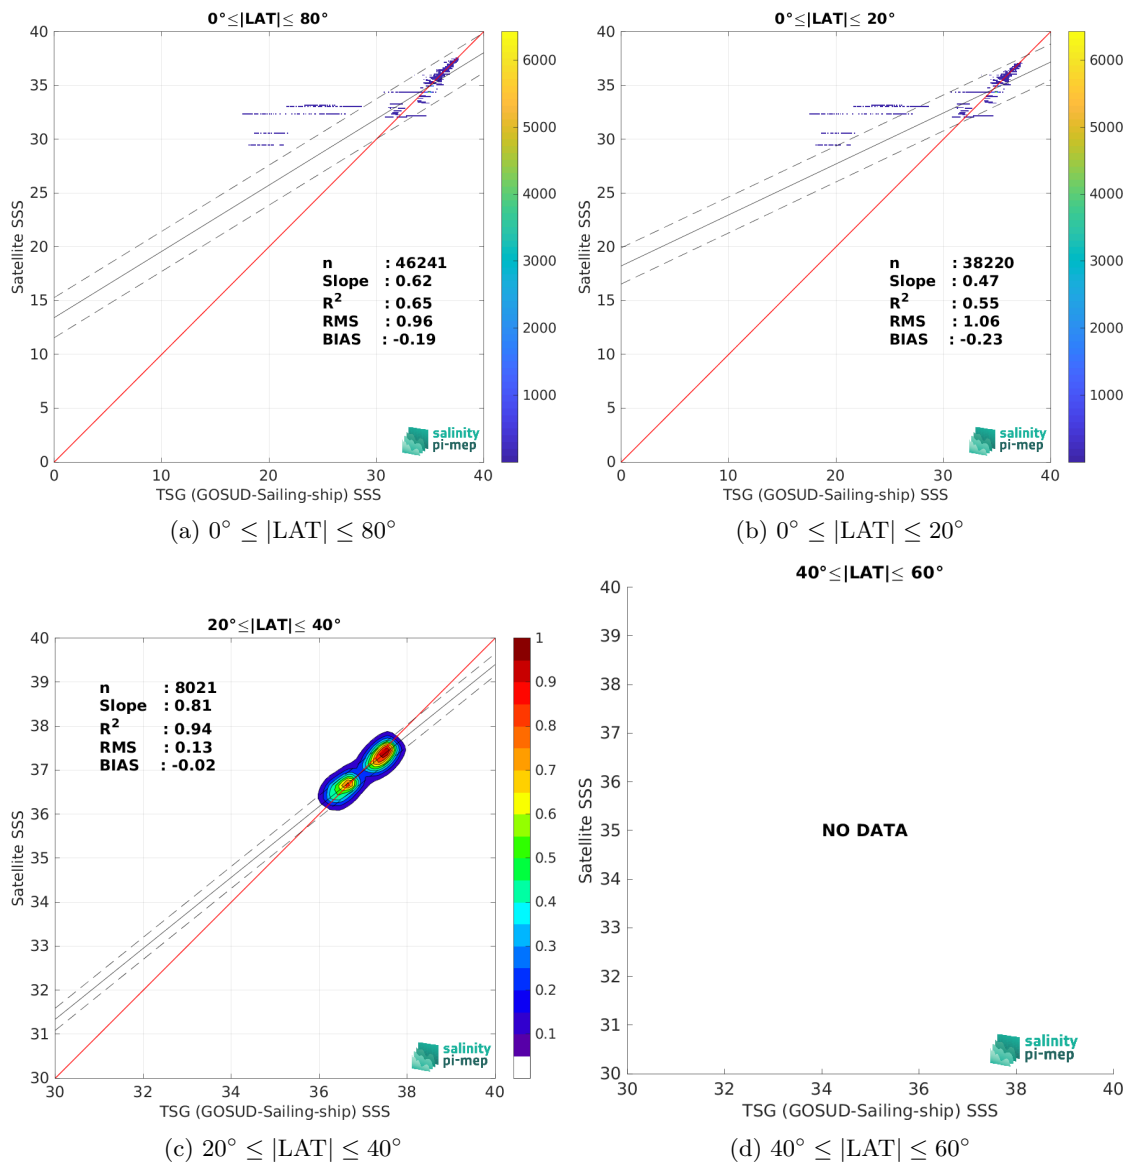 0°≤|LAT|≤ 80°
40
35
30
25
20
15
10
5
0
Satellite SSS
n : 46241
Slope : 0.62
R2 : 0.65
RMS : 0.96
BIAS : -0.19
salinity
pi-mep
0 10 20 30 40
TSG (GOSUD-Sailing-ship) SSS
6000
5000
4000
3000
2000
1000
(a) 0° ≤ |LAT| ≤ 80°
0°≤|LAT|≤ 20°
40
35
30
25
20
15
10
5
0
Satellite SSS
n : 38220
Slope : 0.47
R2 : 0.55
RMS : 1.06
BIAS : -0.23
salinity
pi-mep
0 10 20 30 40
TSG (GOSUD-Sailing-ship) SSS
6000
5000
4000
3000
2000
1000
(b) 0° ≤ |LAT| ≤ 20°
20°≤|LAT|≤ 40°
40
39
38
37
36
35
34
33
32
31
30
Satellite SSS
n : 8021
Slope : 0.81
R2 : 0.94
RMS : 0.13
BIAS : -0.02
salinity
pi-mep
30 32 34 36 38 40
TSG (GOSUD-Sailing-ship) SSS
1
0.9
0.8
0.7
0.6
0.5
0.4
0.3
0.2
0.1
(c) 20° ≤ |LAT| ≤ 40°
40°≤|LAT|≤ 60°
40
39
38
37
36
35
34
33
32
31
30
Satellite SSS
NO DATA
salinity
pi-mep
30 32 34 36 38 40
TSG (GOSUD-Sailing-ship) SSS
(d) 40° ≤ |LAT| ≤ 60°